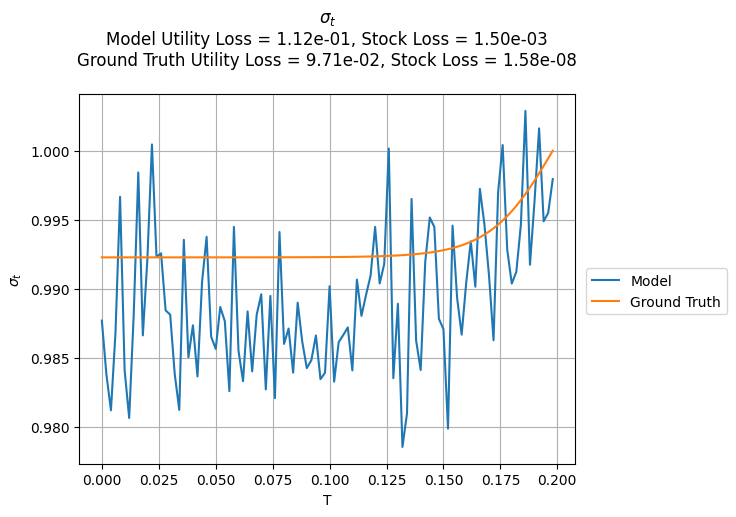 σt
Model Utility Loss = 1.12e-01, Stock Loss = 1.50e-03
Ground Truth Utility Loss = 9.71e-02, Stock Loss = 1.58e-08
1.000
0.995
0.990
0.985
0.980
σt
0.000 0.025 0.050 0.075 0.100 0.125 0.150 0.175 0.200
T
Model
Ground Truth